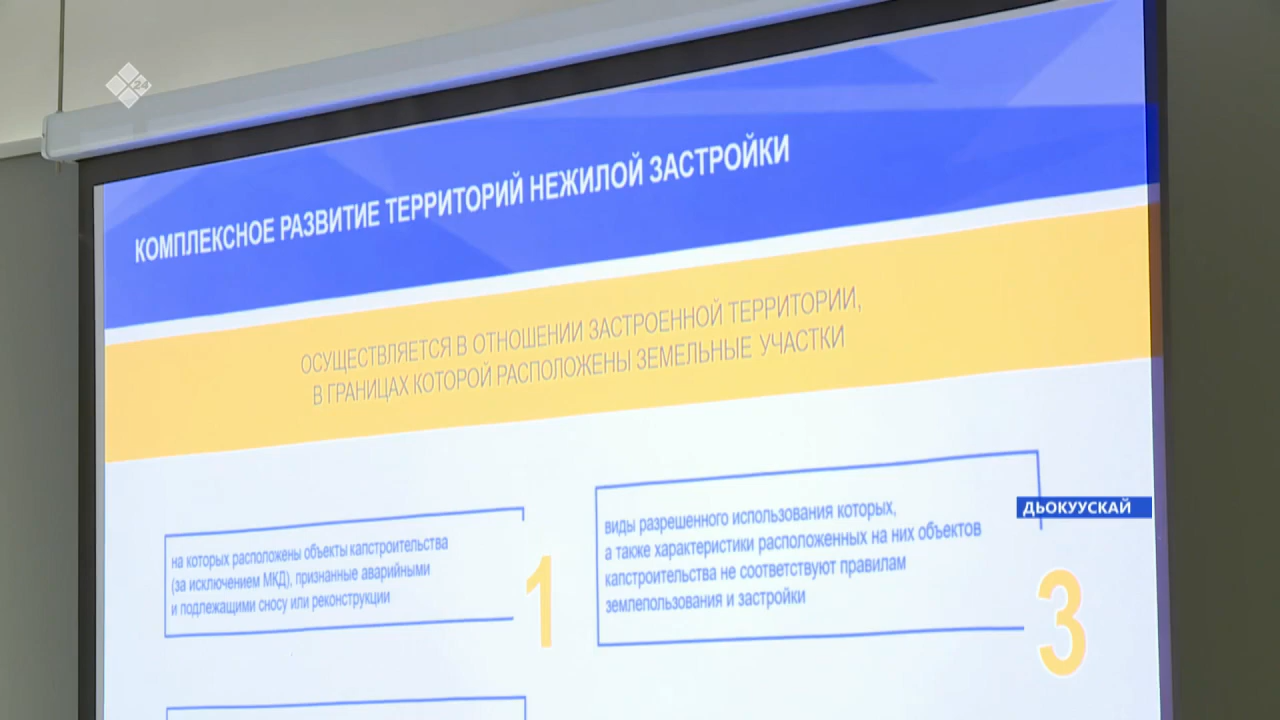 24
КОМПЛЕКСНОЕ РАЗВИТИЕ ТЕРРИТОРИЙ НЕЖИЛОЙ ЗАСТРОЙКИ
ОСУЩЕСТВЛЯЕТСЯ В ОТНОШЕНИИ ЗАСТРОЕННОЙ ТЕРРИТОРИИ,
В ГРАНИЦАХ КОТОРОЙ РАСПОЛОЖЕНЫ ЗЕМЕЛЬНЫЕ УЧАСТКИ
на которых расположены объекты капстроительства
(за исключением МКД), признанные аварийными
и подлежащими сносу или реконструкции
1
виды разрешенного использования которых,
а также характеристики расположенных на них объектов
капстроительства не соответствуют правилам
землепользования и застройки
3
ДЬОКУУСКАЙ